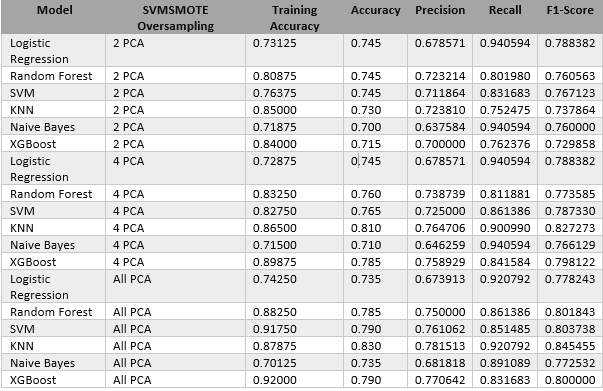 Model SVMSMOTE Oversampling Training Accuracy Accuracy Precision Recall F1-Score
Logistic Regression 2 PCA 0.73125 0.745 0.678571 0.940594 0.788382
Random Forest 2 PCA 0.80875 0.745 0.723214 0.801980 0.760563
SVM 2 PCA 0.76375 0.745 0.711864 0.831683 0.767123
KNN 2 PCA 0.85000 0.730 0.723810 0.752475 0.737864
Naive Bayes 2 PCA 0.71875 0.700 0.637584 0.940594 0.760000
XGBoost 2 PCA 0.84000 0.715 0.700000 0.762376 0.729858
Logistic Regression 4 PCA 0.72875 0.745 0.678571 0.940594 0.788382
Random Forest 4 PCA 0.83250 0.760 0.738739 0.811881 0.773585
SVM 4 PCA 0.82750 0.765 0.725000 0.861386 0.787330
KNN 4 PCA 0.86500 0.810 0.764706 0.900990 0.827273
Naive Bayes 4 PCA 0.71500 0.710 0.646259 0.940594 0.766129
XGBoost 4 PCA 0.89875 0.785 0.758929 0.841584 0.798122
Logistic Regression All PCA 0.74250 0.735 0.673913 0.920792 0.778243
Random Forest All PCA 0.88250 0.785 0.750000 0.861386 0.801843
SVM All PCA 0.91750 0.790 0.761062 0.851485 0.803738
KNN All PCA 0.87875 0.830 0.781513 0.920792 0.845455
Naive Bayes All PCA 0.70125 0.735 0.681818 0.891089 0.772532
XGBoost All PCA 0.92000 0.790 0.770642 0.831683 0.800000